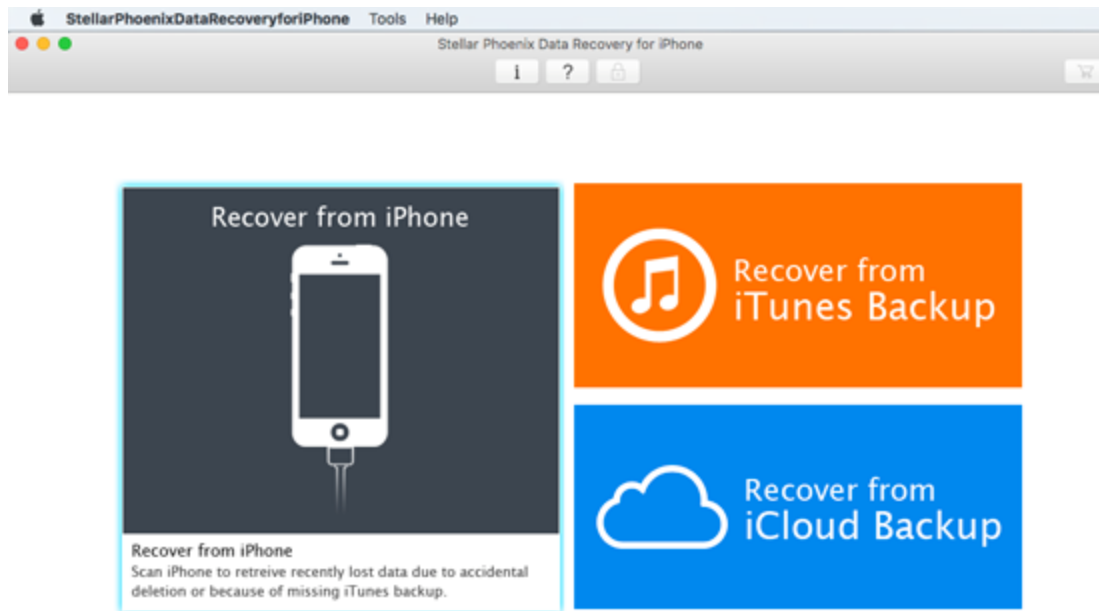 StellarPhoenixDataRecoveryforiPhone Tools Help
Stellar Phoenix Data Recovery for iPhone
i ?
Recover from iPhone
Recover from iPhone
Scan iPhone to retreive recently lost data due to accidental
deletion or because of missing iTunes backup.
Recover from
iTunes Backup
Recover from
iCloud Backup